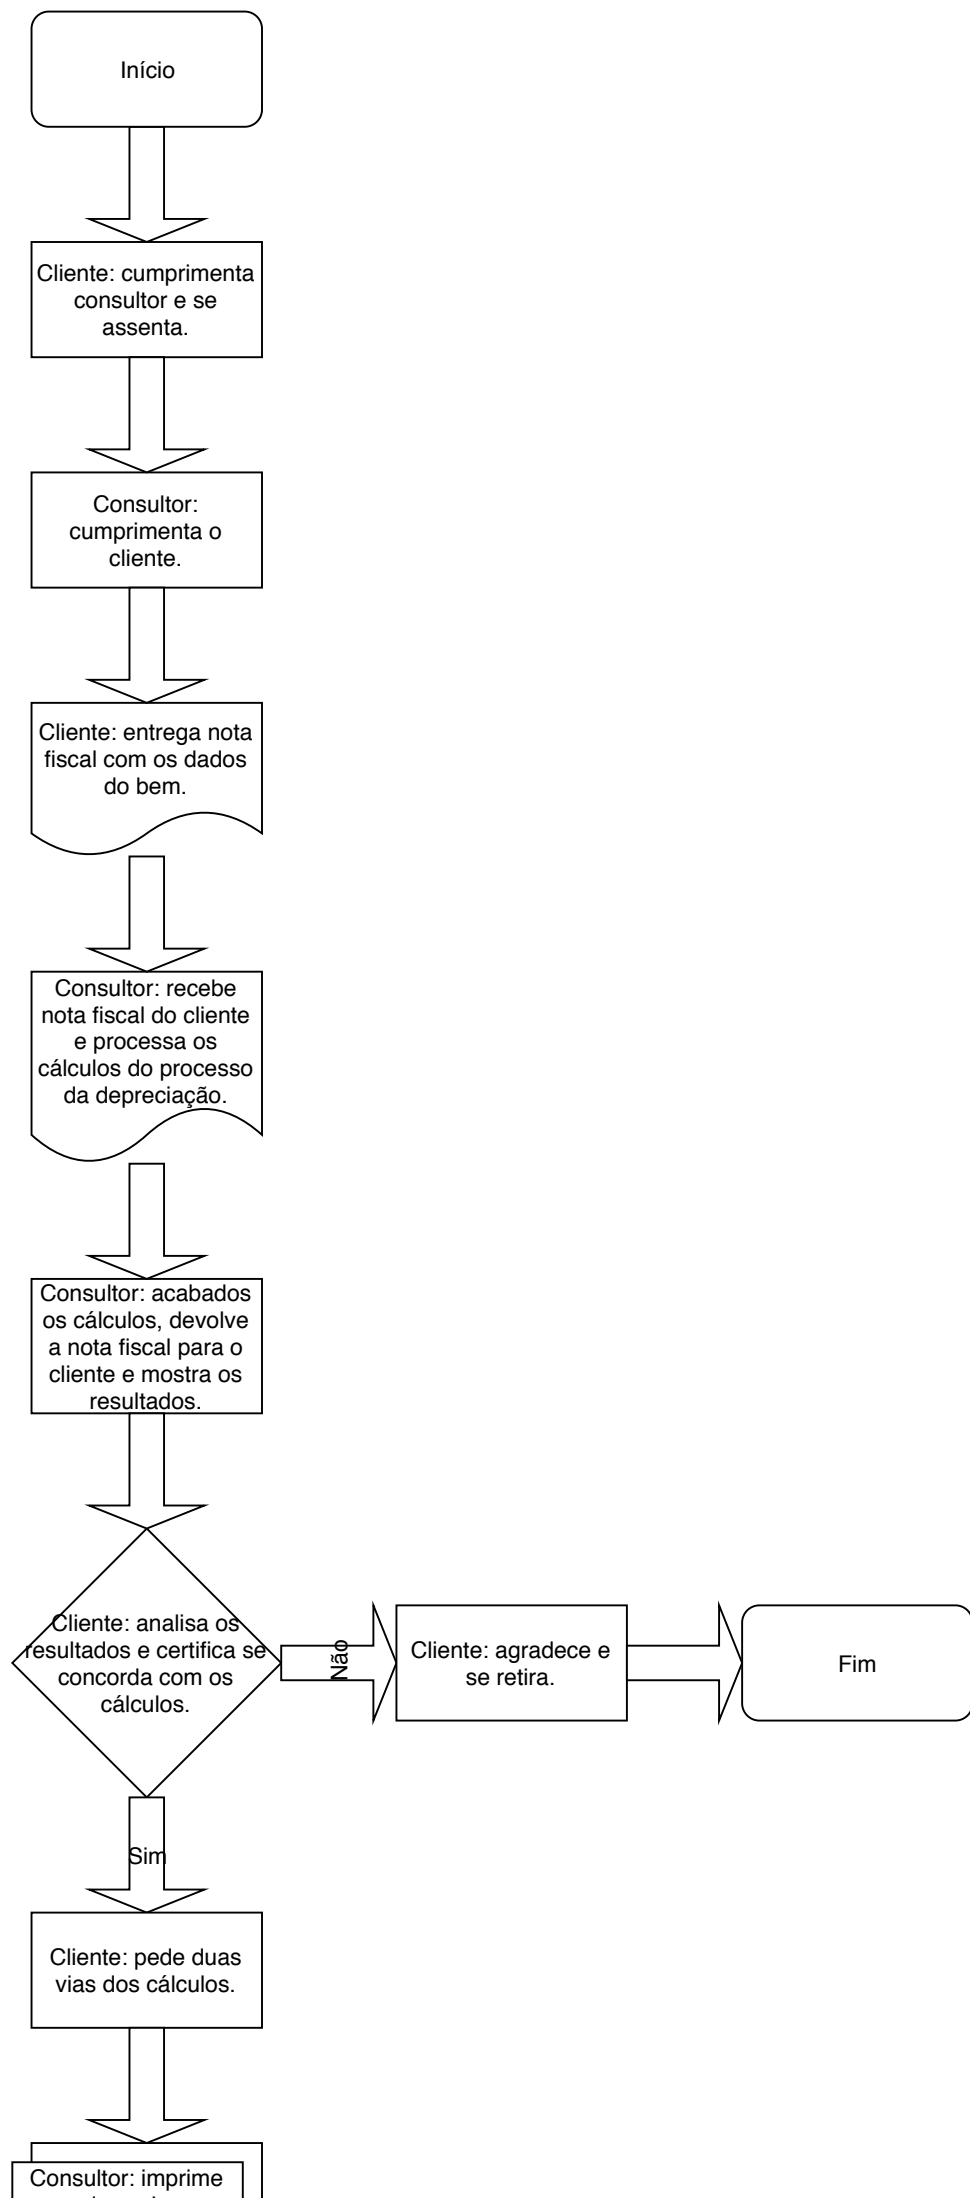 Início
Cliente: cumprimenta
consultor e se
assenta.
Consultor:
cumprimenta o
cliente.
Cliente: entrega nota
fiscal com os dados
do bem.
Consultor: recebe
nota fiscal do cliente
e processa os
cálculos do processo
da depreciação.
Consultor: acabados
os cálculos, devolve
a nota fiscal para o
cliente e mostra os
resultados.
Cliente: analisa os
resultados e certifica se
concorda com os
cálculos.
Não
Cliente: agradece e
se retira.
Fim
Sim
Cliente: pede duas
vias dos cálculos.
Consultor: imprime